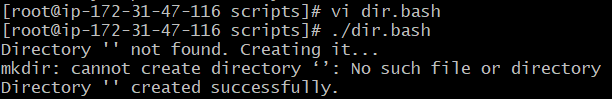 [root@ip-172-31-47-116 scripts]# vi dir.bash
[root@ip-172-31-47-116 scripts]# ./dir.bash
Directory '' not found. Creating it...
mkdir: cannot create directory ‘’: No such file or directory
Directory '' created successfully.